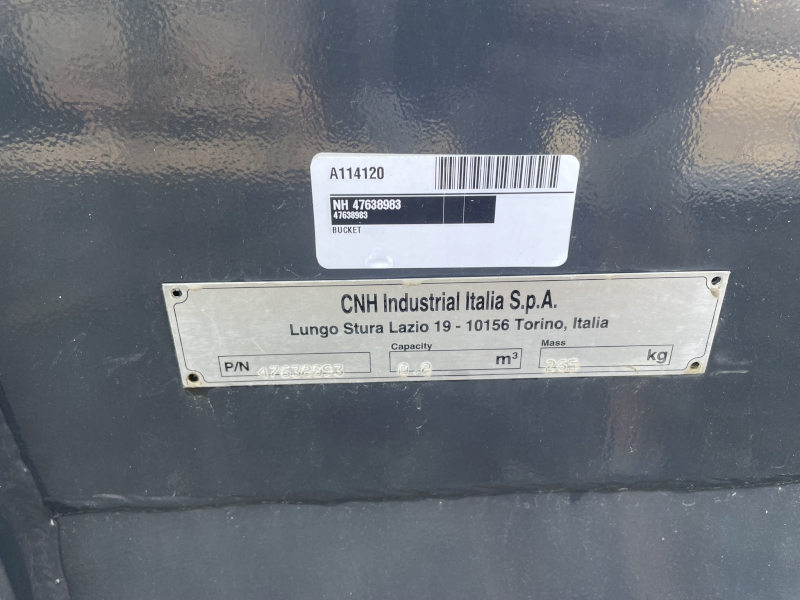 A114120
NH 47638983
47638983
BUCKET
CNH Industrial Italia S.p.A.
Lungo Stura Lazio 19 - 10156 Torino, Italia
Capacity Mass
P/N m³ kg